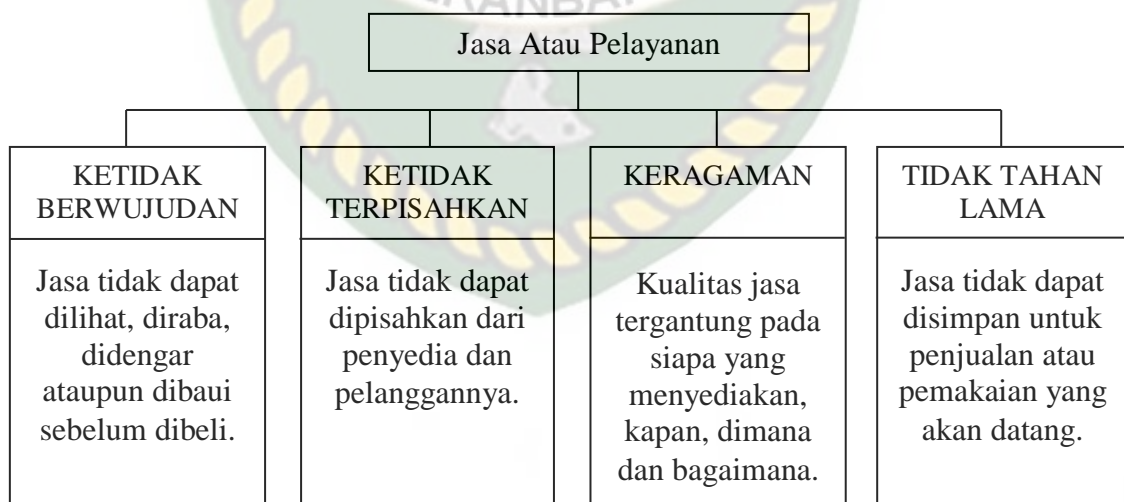 Jasa Atau Pelayanan
KETIDAK
BERWUJUDAN
Jasa tidak dapat
dilihat, diraba,
didengar
ataupun dibaui
sebelum dibeli.
KETIDAK
TERPISAHKAN
Jasa tidak dapat
dipisahkan dari
penyedia dan
pelanggannya.
KERAGAMAN
Kualitas jasa
tergantung pada
siapa yang
menyediakan,
kapan, dimana
dan bagaimana.
TIDAK TAHAN
LAMA
Jasa tidak dapat
disimpan untuk
penjualan atau
pemakaian yang
akan datang.